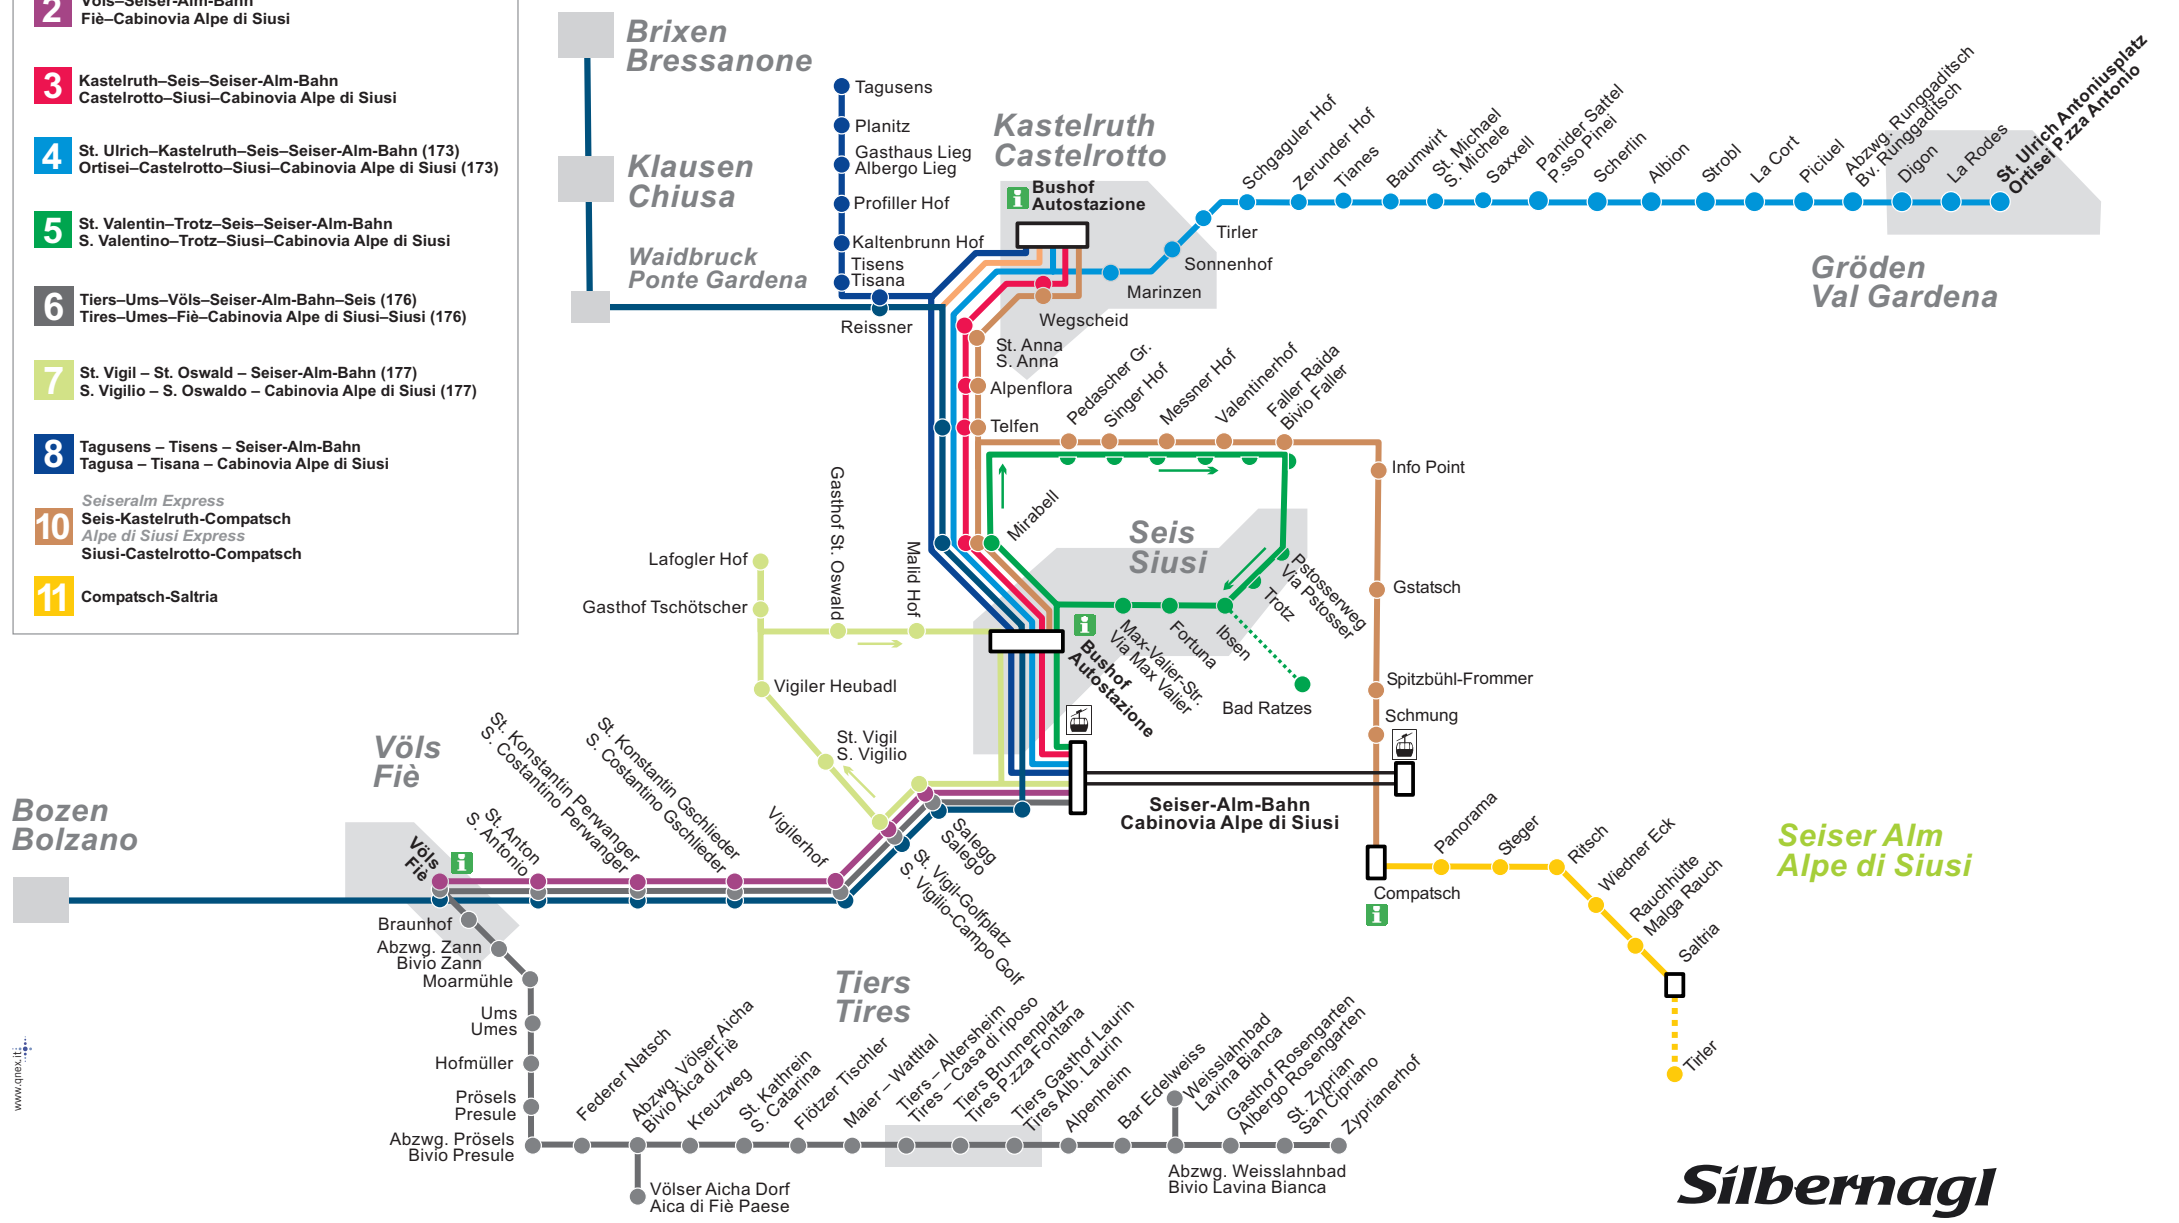 2
Völs–Seiser-Alm-Bahn
Fiè–Cabinovia Alpe di Siusi
3
Kastelruth–Seis–Seiser-Alm-Bahn
Castelrotto–Siusi–Cabinovia Alpe di Siusi
4
St. Ulrich–Kastelruth–Seis–Seiser-Alm-Bahn (173)
Ortisei–Castelrotto–Siusi–Cabinovia Alpe di Siusi (173)
5
St. Valentin–Trotz–Seis–Seiser-Alm-Bahn
S. Valentino–Trotz–Siusi–Cabinovia Alpe di Siusi
6
Tiers–Ums–Völs–Seiser-Alm-Bahn–Seis (176)
Tires–Umes–Fiè–Cabinovia Alpe di Siusi–Siusi (176)
7
St. Vigil – St. Oswald – Seiser-Alm-Bahn (177)
S. Vigilio – S. Oswaldo – Cabinovia Alpe di Siusi (177)
8
Tagusens – Tisens – Seiser-Alm-Bahn
Tagusa – Tisana – Cabinovia Alpe di Siusi
10
Seiseralm Express
Seis-Kastelruth-Compatsch
Alpe di Siusi Express
Siusi-Castelrotto-Compatsch
11
Compatsch-Saltria
Brixen
Bressanone
Klausen
Chiusa
Waidbruck
Ponte Gardena
Tagusens
Planitz
Gasthaus Lieg
Albergo Lieg
Profiller Hof
Kaltenbrunn Hof
Tisens
Tisana
Reissner
Kastelruth
Castelrotto
i
Bushof
Autostazione
Wegscheid
Marinzen
Sonnenhof
Tirler
Schgaguler Hof
Zerunder Hof
Tianes
Baumwirt
St. Michael
S. Michele
Saxxell
Panider Sattel
P.sso Pinei
Scherlin
Albion
Strobl
La Cort
Piciuel
Abzwg. Runggaditsch
Bv. Runggaditsch
Digon
La Rodes
St. Ulrich Antoniusplatz
Ortisei P.zza Antonio
Gröden
Val Gardena
St. Anna
S. Anna
Alpenflora
Telfen
Pedascher Gr.
Singer Hof
Messner Hof
Valentinerhof
Faller Raida
Bivio Faller
Info Point
Gstatsch
Spitzbühl-Frommer
Schmung
Mirabell
Seis
Siusi
Pstosserweg
Via Pstosser
Trotz
Ibsen
Fortuna
Max-Valier-Str.
Via Max Valier
Bad Ratzes
i
Bushof
Autostazione
Lafogler Hof
Gasthof Tschötscher
Gasthof St. Oswald
Malid Hof
Vigiler Heubadl
St. Vigil
S. Vigilio
Seiser-Alm-Bahn
Cabinovia Alpe di Siusi
Völs
Fiè
Bozen
Bolzano
Völs
Fiè
i
St. Anton
S. Antonio
St. Konstantin Perwanger
S. Costantino Perwanger
St. Konstantin Gschlieder
S. Costantino Gschlieder
Vigilerhof
Salegg
Salego
St. Vigil-Golfplatz
S. Vigilio-Campo Golf
Compatsch
i
Panorama
Steger
Ritsch
Wiedner Eck
Rauchhütte
Malga Rauch
Saltria
Tirler
Seiser Alm
Alpe di Siusi
Braunhof
Abzwg. Zann
Bivio Zann
Moarmühle
Ums
Umes
Hofmüller
Prösels
Presule
Abzwg. Prösels
Bivio Presule
Tiers
Tires
Federer Natsch
Abzwg. Völser Aicha
Bivio Aica di Fiè
Kreuzweg
St. Kathrein
S. Catarina
Flötzer Tischler
Maier – Wattltal
Tiers – Altersheim
Tires – Casa di riposo
Tiers Brunnenplatz
Tires P.zza Fontana
Tiers Gasthof Laurin
Tires Alb. Laurin
Alpenheim
Bar Edelweiss
Weisslahnbad
Lavina Bianca
Gasthof Rosengarten
Albergo Rosengarten
St. Zyprian
San Cipriano
Zyprianerhof
Völser Aicha Dorf
Aica di Fiè Paese
Abzwg. Weisslahnbad
Bivio Lavina Bianca
www.qnex.it
Silbernagl